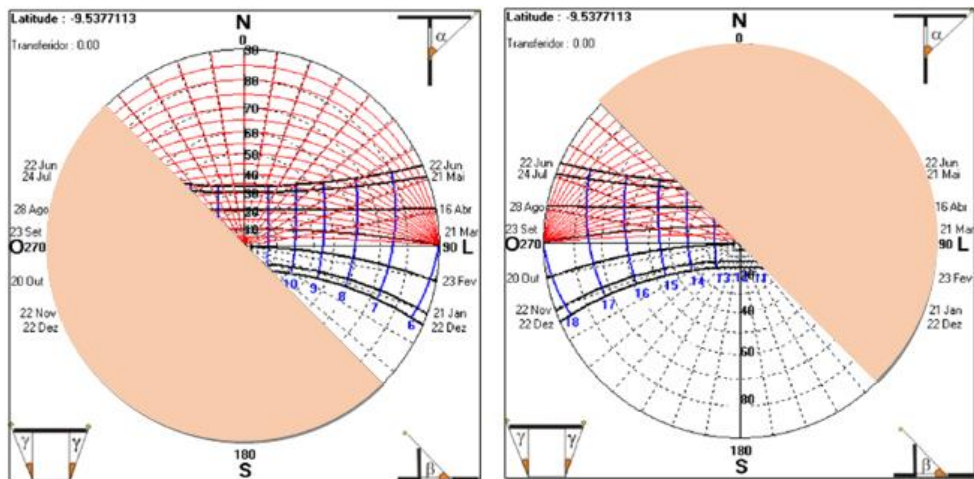 Latitude : -9.5377113
Transferidor : 0.00
N
0
90
80
70
60
50
40
30
20
10
α
22 Jun
24 Jul
28 Ago
23 Set
O 270
20 Out
22 Nov
22 Dez
22 Jun
21 Mai
16 Abr
21 Mar
90 L
23 Fev
21 Jan
22 Dez
10
9
8
7
6
180
S
γ γ
β
Latitude : -9.5377113
Transferidor : 0.00
N
0
α
22 Jun
24 Jul
28 Ago
23 Set
O 270
20 Out
22 Nov
22 Dez
22 Jun
21 Mai
16 Abr
21 Mar
90 L
23 Fev
21 Jan
22 Dez
18
17
16
15
14
13
11
40
60
80
180
S
γ γ
β